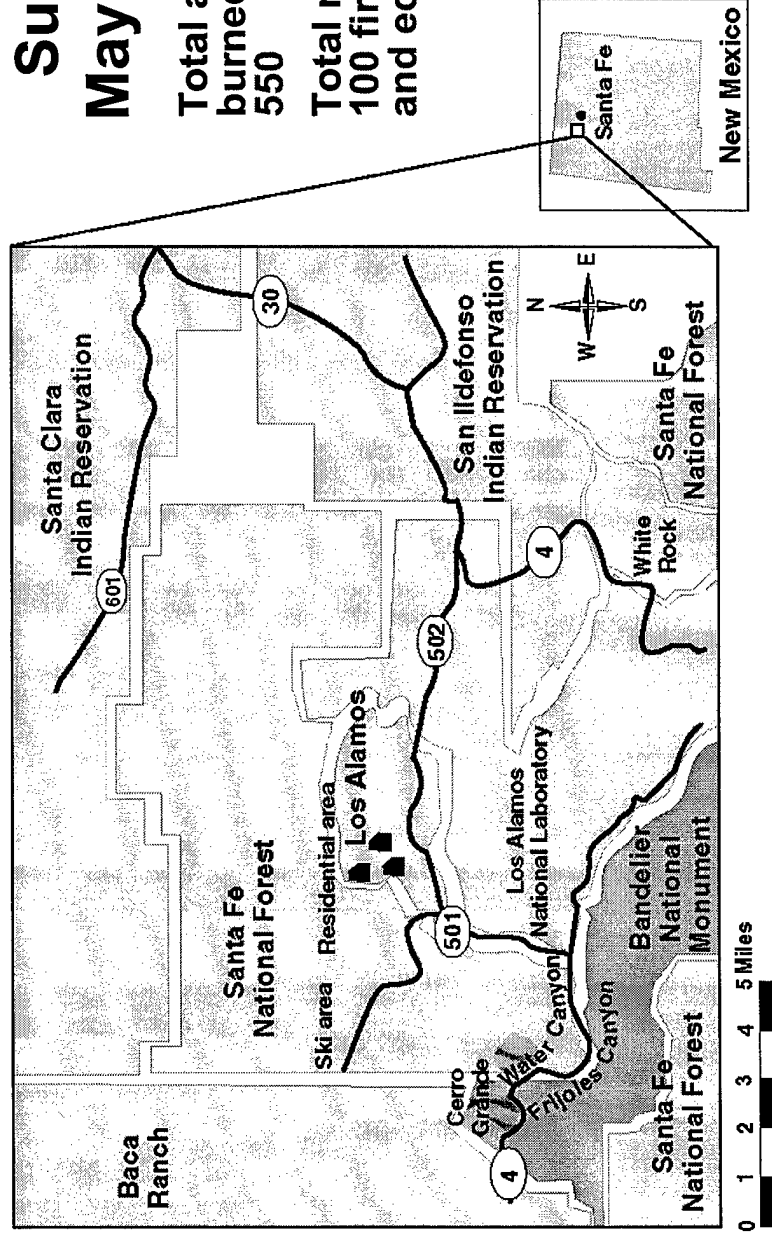 Su
May
Total a
burned
550
Total r
100 fir
and eq
Santa Fe
New Mexico
Santa Clara
Indian Reservation
601
30
San Ildefonso
Indian Reservation
N
W E
S
Santa Fe
National Forest
White
Rock
4
502
Los Alamos
Residential area
Santa Fe
National Forest
Ski area
501
Los Alamos
National Laboratory
Bandelier
National
Monument
Water Canyon
Frijoles Canyon
Cerro
Grande
4
Baca
Ranch
Santa Fe
National Forest
0 1 2 3 4 5 Miles